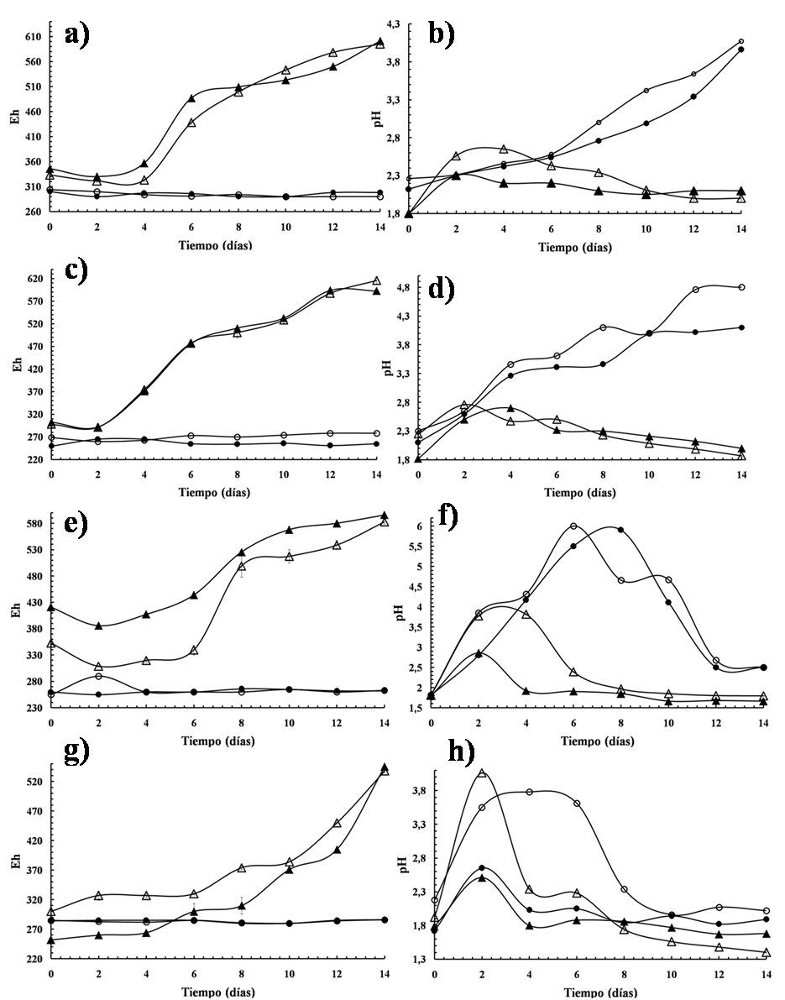 a)
610
560
510
460
410
360
310
260
Eh
0 2 4 6 8 10 12 14
Tiempo (días)
b)
4,3
3,8
3,3
2,8
2,3
1,8
pH
0 2 4 6 8 10 12 14
Tiempo (días)
c)
620
570
520
470
420
370
320
270
220
Eh
0 2 4 6 8 10 12 14
Tiempo (días)
d)
4,8
4,3
3,8
3,3
2,8
2,3
1,8
pH
0 2 4 6 8 10 12 14
Tiempo (días)
e)
580
530
480
430
380
330
280
230
Eh
0 2 4 6 8 10 12 14
Tiempo (días)
f)
6
5,5
5
4,5
4
3,5
3
2,5
2
1,5
pH
0 2 4 6 8 10 12 14
Tiempo (días)
g)
520
470
420
370
320
270
220
Eh
0 2 4 6 8 10 12 14
Tiempo (días)
h)
3,8
3,3
2,8
2,3
1,8
1,3
pH
0 2 4 6 8 10 12 14
Tiempo (días)